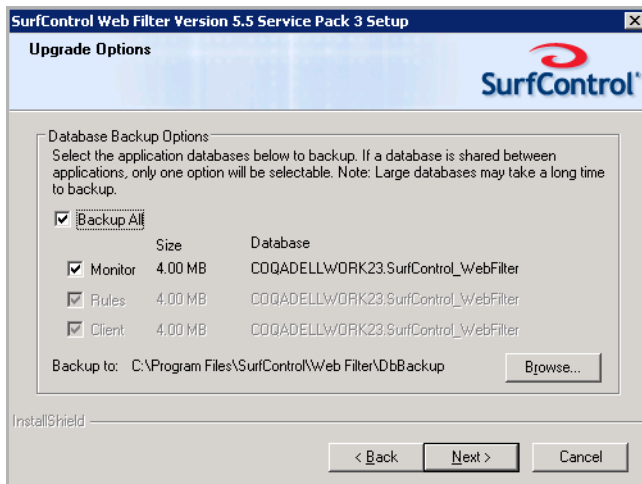 SurfControl Web Filter Version 5.5 Service Pack 3 Setup
Upgrade Options
SurfControl
Database Backup Options
Select the application databases below to backup. If a database is shared between
applications, only one option will be selectable. Note: Large databases may take a long time
to backup.
Backup All
Size Database
Monitor 4.00 MB COQADELLWORK23.SurfControl_WebFilter
Rules 4.00 MB COQADELLWORK23.SurfControl_WebFilter
Client 4.00 MB COQADELLWORK23.SurfControl_WebFilter
Backup to: C:\Program Files\SurfControl\Web Filter\DbBackup Browse...
InstallShield
< Back Next > Cancel